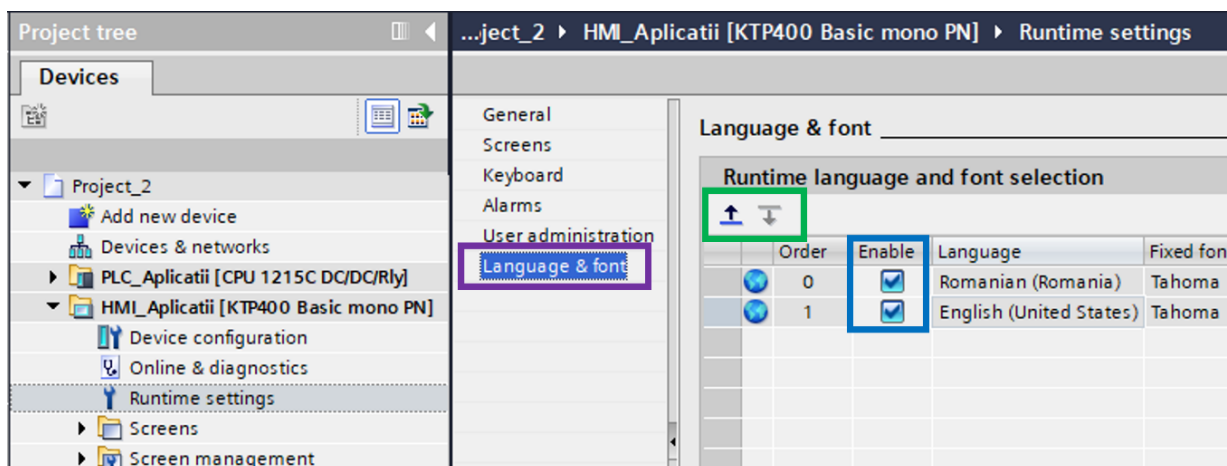 Project tree
Devices
Project_2
Add new device
Devices & networks
PLC_Aplicatii [CPU 1215C DC/DC/Rly]
HMI_Aplicatii [KTP400 Basic mono PN]
Device configuration
Online & diagnostics
Runtime settings
Screens
Screen management
...ject_2 HMI_Aplicatii [KTP400 Basic mono PN] Runtime settings
General
Screens
Keyboard
Alarms
User administration
Language & font
Language & font
Runtime language and font selection
Order Enable Language Fixed fon
0 Romanian (Romania) Tahoma
1 English (United States) Tahoma